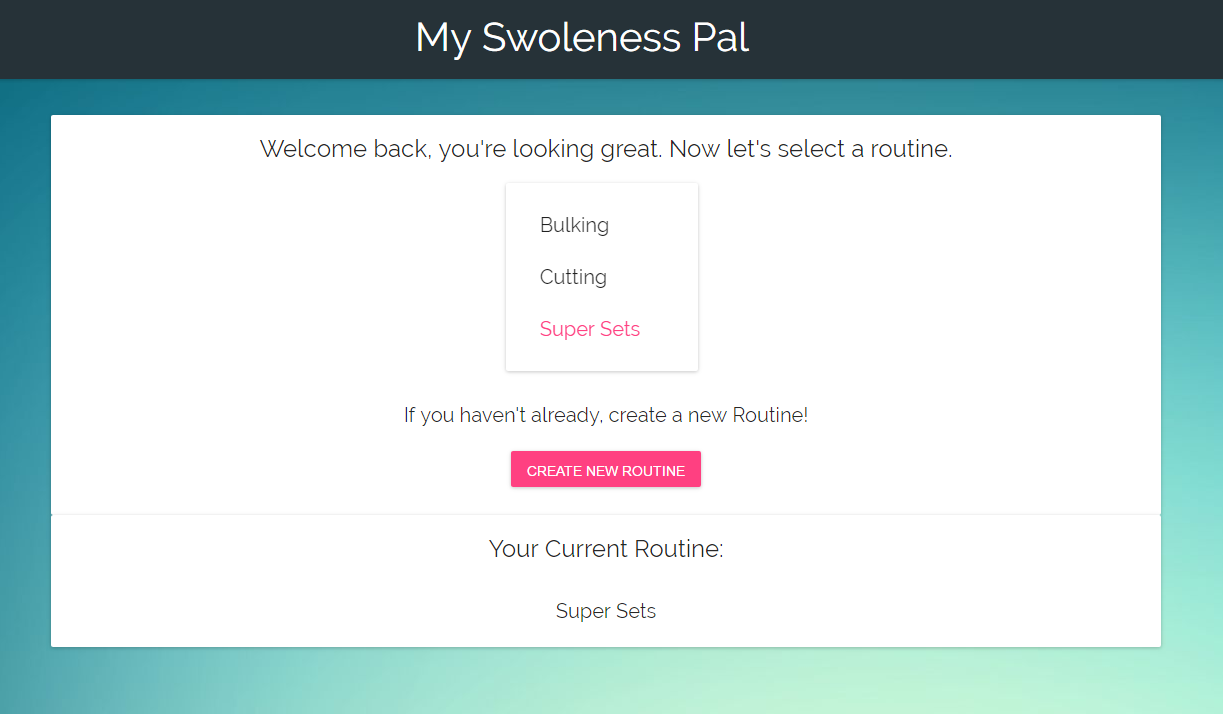 My Swoleness Pal
Welcome back, you're looking great. Now let's select a routine.
Bulking
Cutting
Super Sets
If you haven't already, create a new Routine!
CREATE NEW ROUTINE
Your Current Routine:
Super Sets